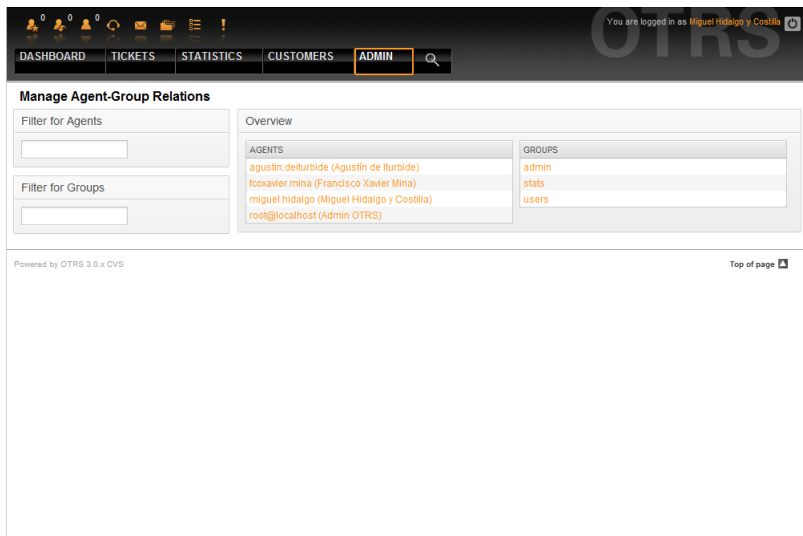 0 0 0
OTRS
You are logged in as Miguel Hidalgo y Costilla
DASHBOARD TICKETS STATISTICS CUSTOMERS ADMIN
Manage Agent-Group Relations
Filter for Agents
Filter for Groups
Overview
AGENTS
agustin.deiturbide (Agustín de Iturbide)
fcoxavier.mina (Francisco Xavier Mina)
miguel.hidalgo (Miguel Hidalgo y Costilla)
root@localhost (Admin OTRS)
GROUPS
admin
stats
users
Powered by OTRS 3.0.x CVS
Top of page